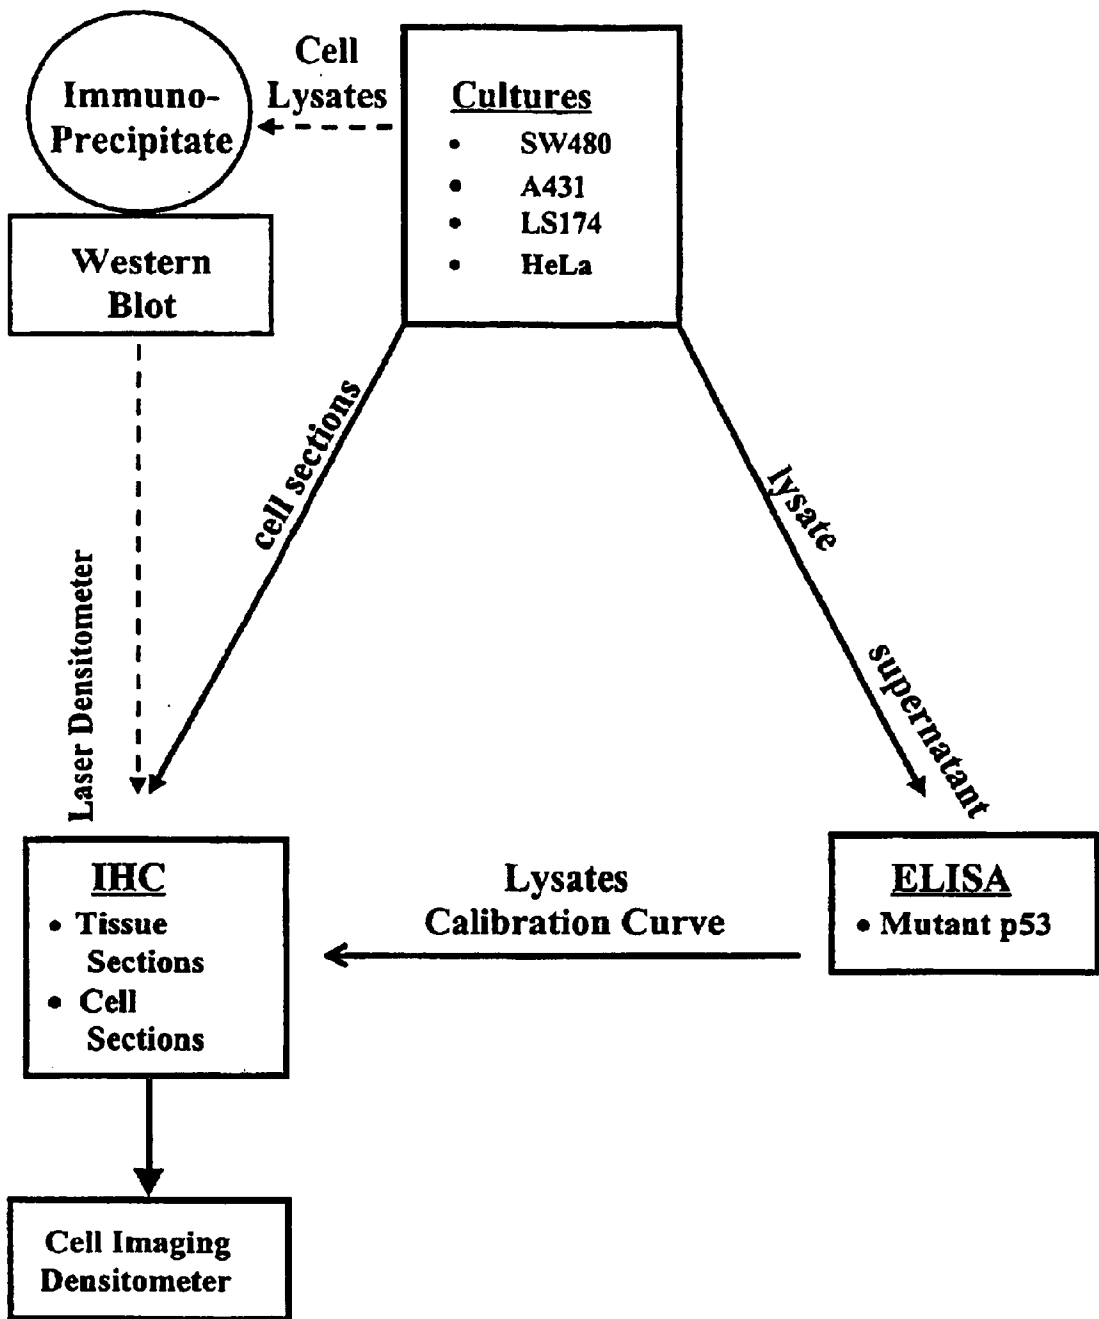 Cell
Lysates
Immuno-
Precipitate
Western
Blot
Cultures
• SW480
• A431
• LS174
• HeLa
cell sections
lysate
supernatant
Laser Densitometer
IHC
• Tissue
Sections
• Cell
Sections
Lysates
Calibration Curve
ELISA
• Mutant p53
Cell Imaging
Densitometer